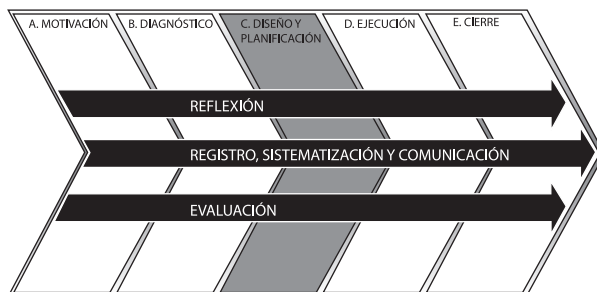 A. MOTIVACIÓN
B. DIAGNÓSTICO
C. DISEÑO Y
PLANIFICACIÓN
D. EJECUCIÓN
E. CIERRE
REFLEXIÓN
REGISTRO, SISTEMATIZACIÓN Y COMUNICACIÓN
EVALUACIÓN